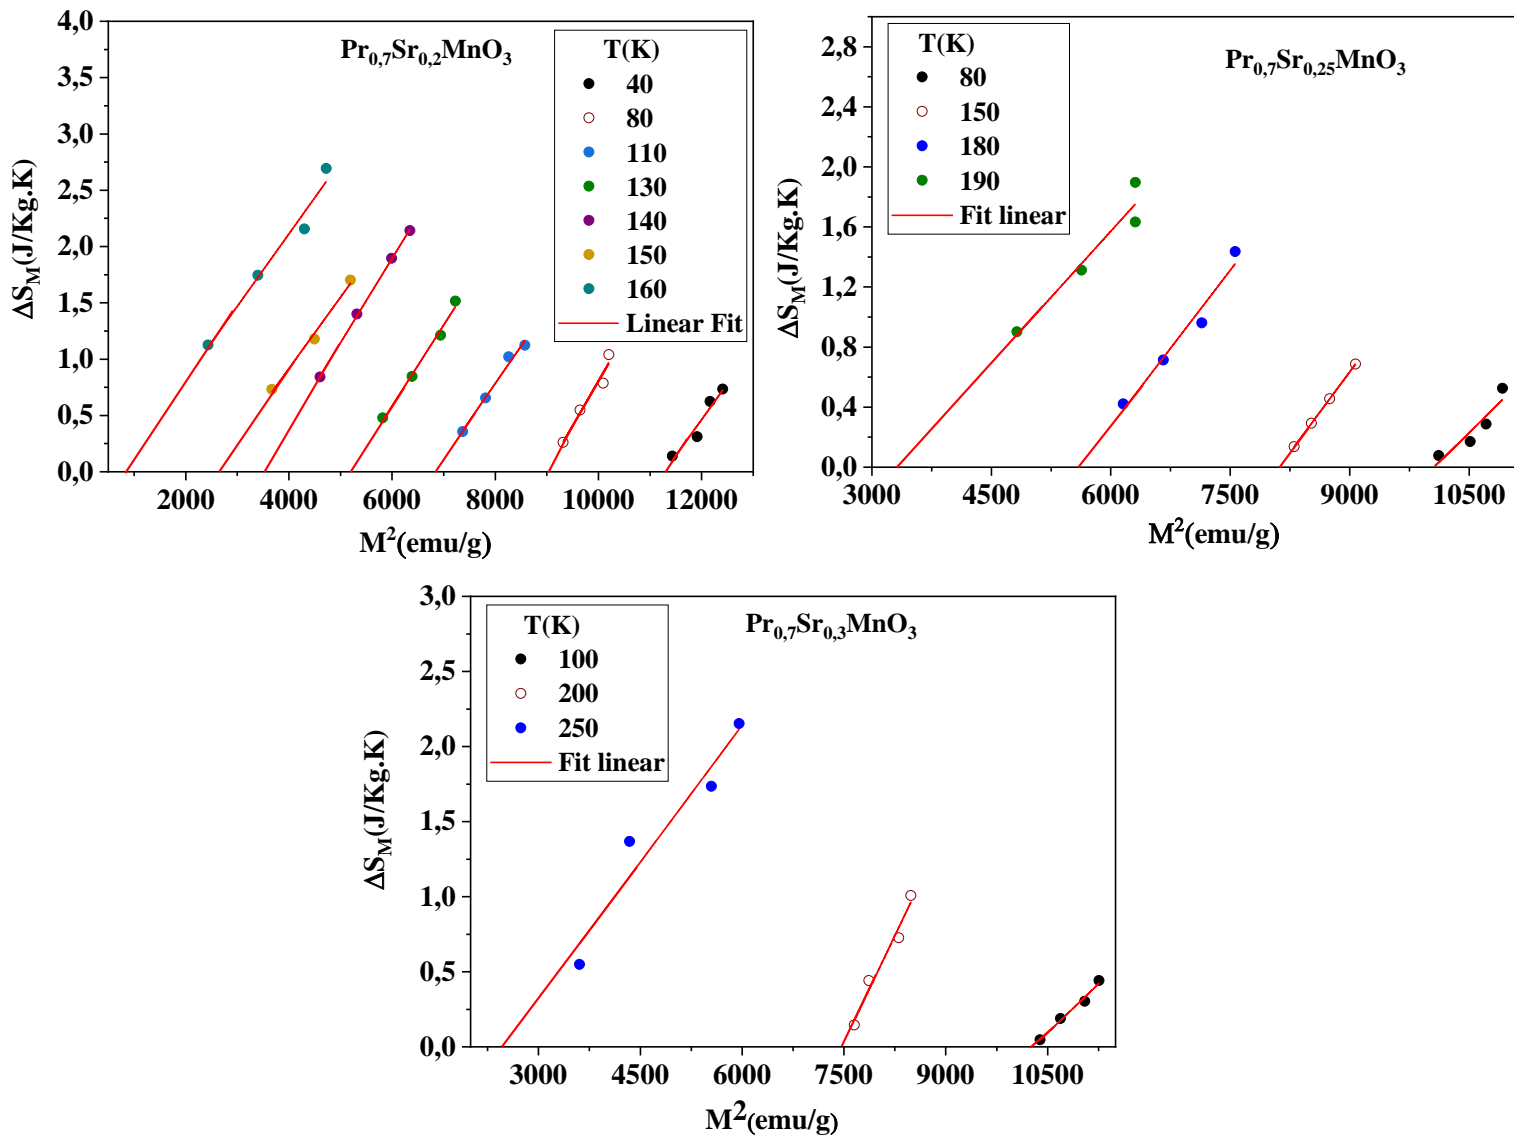 Pr0,7Sr0,2MnO3
T(K)
40
80
110
130
140
150
160
Linear Fit
4,0
3,5
3,0
2,5
2,0
1,5
1,0
0,5
0,0
ΔSM(J/Kg.K)
2000 4000 6000 8000 10000 12000
M2(emu/g)
Pr0,7Sr0,25MnO3
T(K)
80
150
180
190
Fit linear
2,8
2,4
2,0
1,6
1,2
0,8
0,4
0,0
ΔSM(J/Kg.K)
3000 4500 6000 7500 9000 10500
M2(emu/g)
Pr0,7Sr0,3MnO3
T(K)
100
200
250
Fit linear
3,0
2,5
2,0
1,5
1,0
0,5
0,0
ΔSM(J/Kg.K)
3000 4500 6000 7500 9000 10500
M2(emu/g)